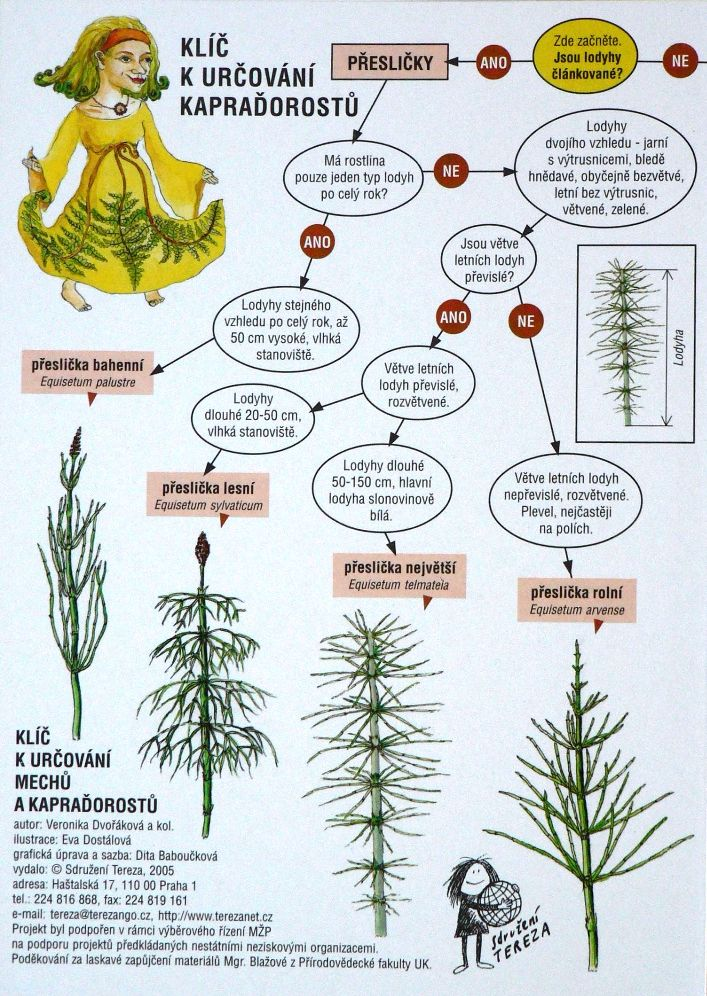 KLÍČ
K URČOVÁNÍ
KAPRAĎOROSTŮ
Zde začněte.
Jsou lodyhy
článkované?
ANO
NE
PŘESLIČKY
Má rostlina
pouze jeden typ lodyh
po celý rok?
NE
Lodyhy
dvojího vzhledu - jarní
s výtrusnicemi, bledě
hnědavé, obyčejně bezvětvé,
letní bez výtrusnic,
větvené, zelené.
ANO
Jsou větve
letních lodyh
převislé?
ANO
NE
Lodyha
Lodyhy stejného
vzhledu po celý rok, až
50 cm vysoké, vlhká
stanoviště.
přeslička bahenní
Equisetum palustre
Větve letních
lodyh převislé,
rozvětvené.
Lodyhy
dlouhé 20-50 cm,
vlhká stanoviště.
přeslička lesní
Equisetum sylvaticum
Lodyhy dlouhé
50-150 cm, hlavní
lodyha slonovinově
bílá.
přeslička největší
Equisetum telmateia
Větve letních lodyh
nepřevislé, rozvětvené.
Plevel, nejčastěji
na polích.
přeslička rolní
Equisetum arvense
KLÍČ
K URČOVÁNÍ
MECHŮ
A KAPRAĎOROSTŮ
autor: Veronika Dvořáková a kol.
ilustrace: Eva Dostálová
grafická úprava a sazba: Dita Baboučková
vydalo: © Sdružení Tereza, 2005
adresa: Haštalská 17, 110 00 Praha 1
tel.: 224 816 868, fax: 224 819 161
e-mail: tereza@terezango.cz, http://www.terezanet.cz
Projekt byl podpořen v rámci výběrového řízení MŽP
na podporu projektů předkládaných nestátními neziskovými organizacemi.
Poděkování za laskavé zapůjčení materiálů Mgr. Blažové z Přírodovědecké fakulty UK.
Sdružení
TEREZA